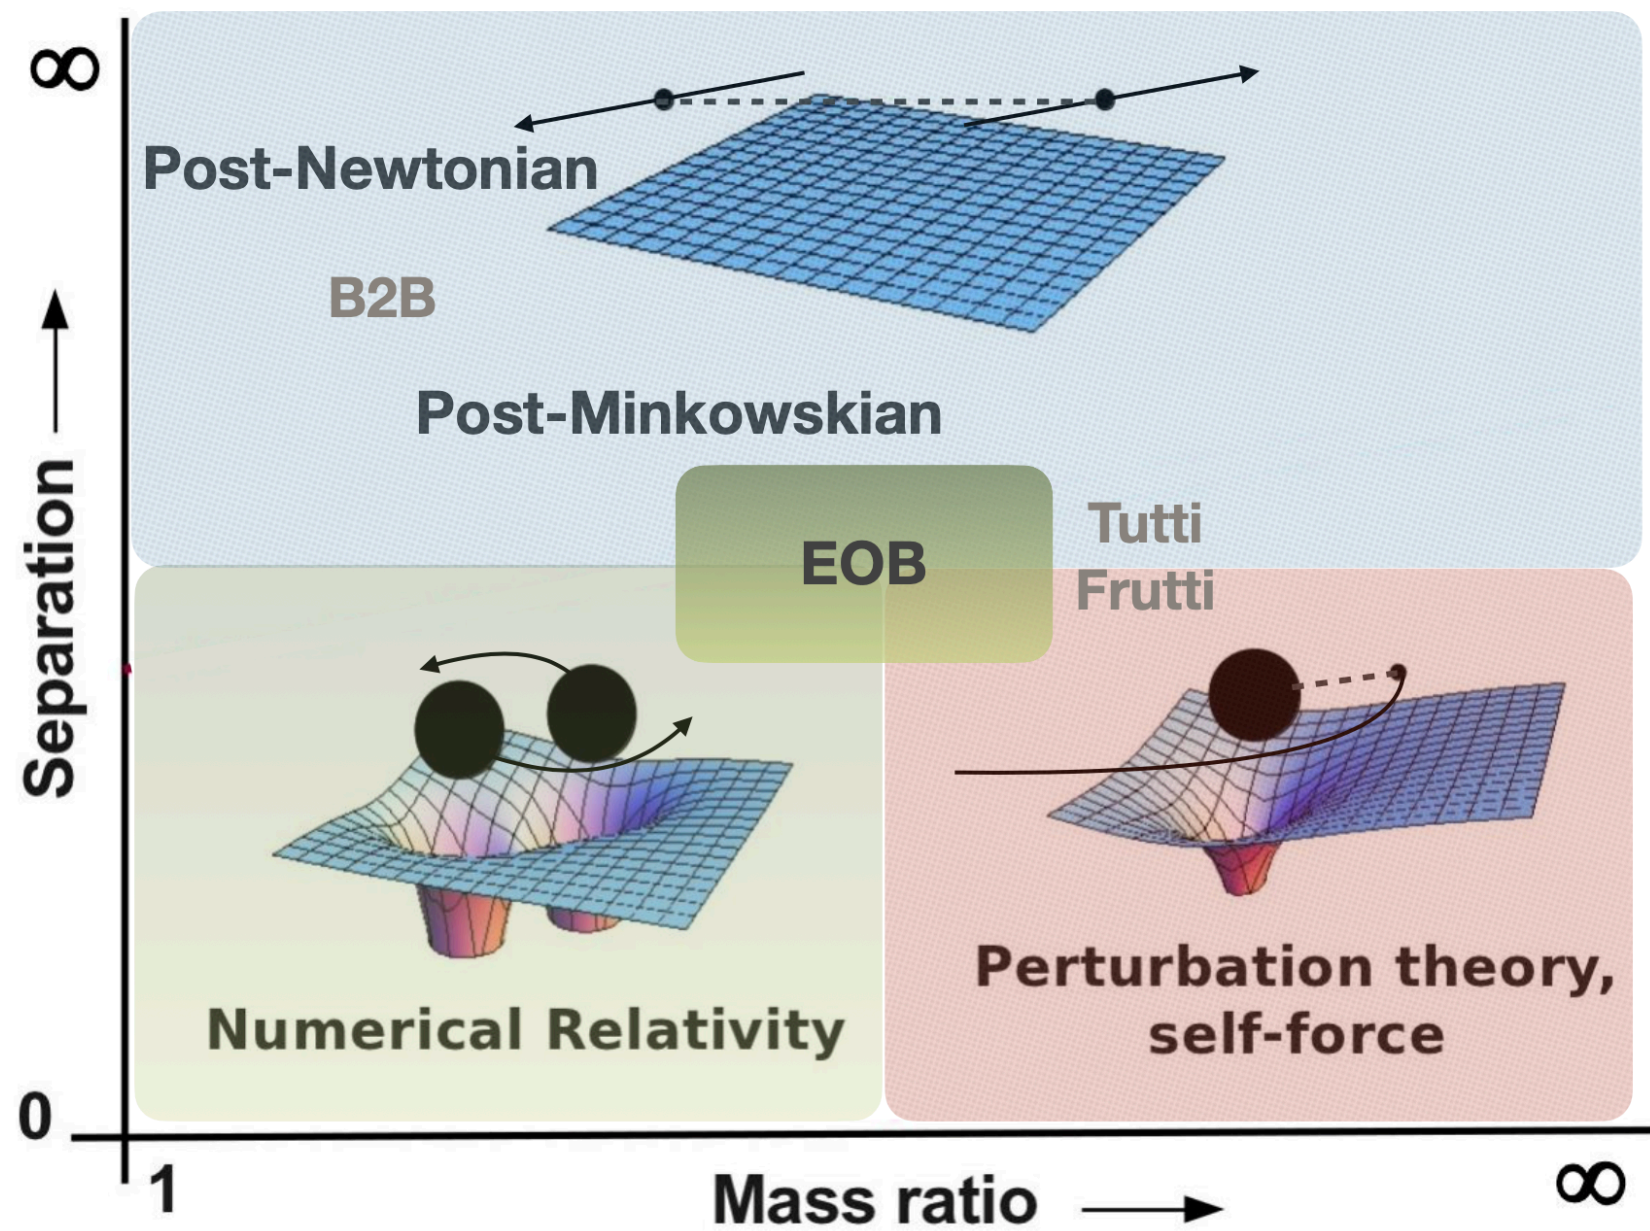 ∞
Post-Newtonian
B2B
Post-Minkowskian
EOB
Tutti
Frutti
Separation
Numerical Relativity
Perturbation theory,
self-force
0
1
Mass ratio
∞